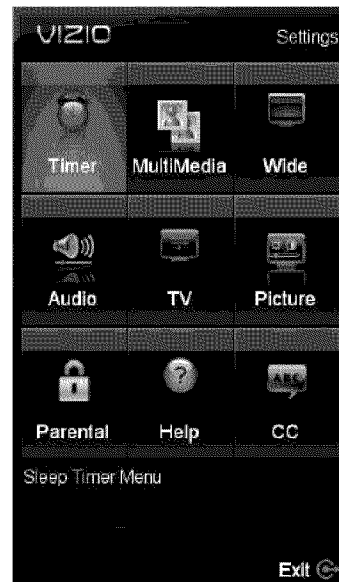 VIZIO Settings
Timer MultiMedia Wide
Audio TV Picture
Parental Help CC
Sleep Timer Menu
Exit